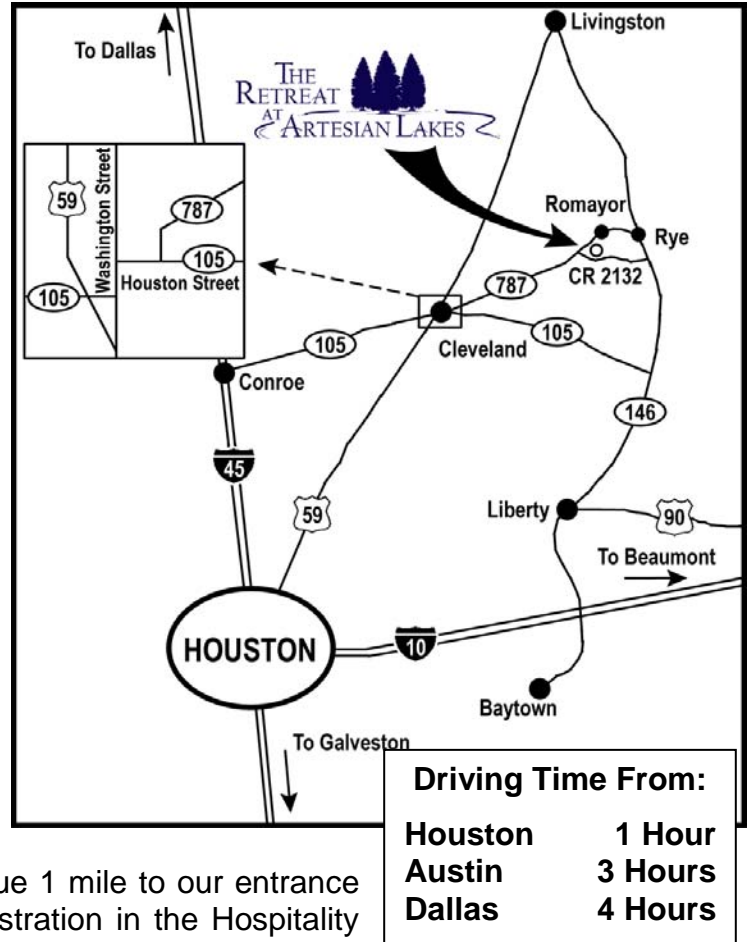 To Dallas
Livingston
THE
RETREAT
AT ARTESIAN LAKES
59
Washington Street
787
105
Houston Street
105
Romayor
Rye
CR 2132
787
105
Cleveland
105
Conroe
146
45
59
Liberty
90
To Beaumont
HOUSTON
10
Baytown
To Galveston
Driving Time From:
Houston 1 Hour
Austin 3 Hours
Dallas 4 Hours
ue 1 mile to our entrance
stration in the Hospitality